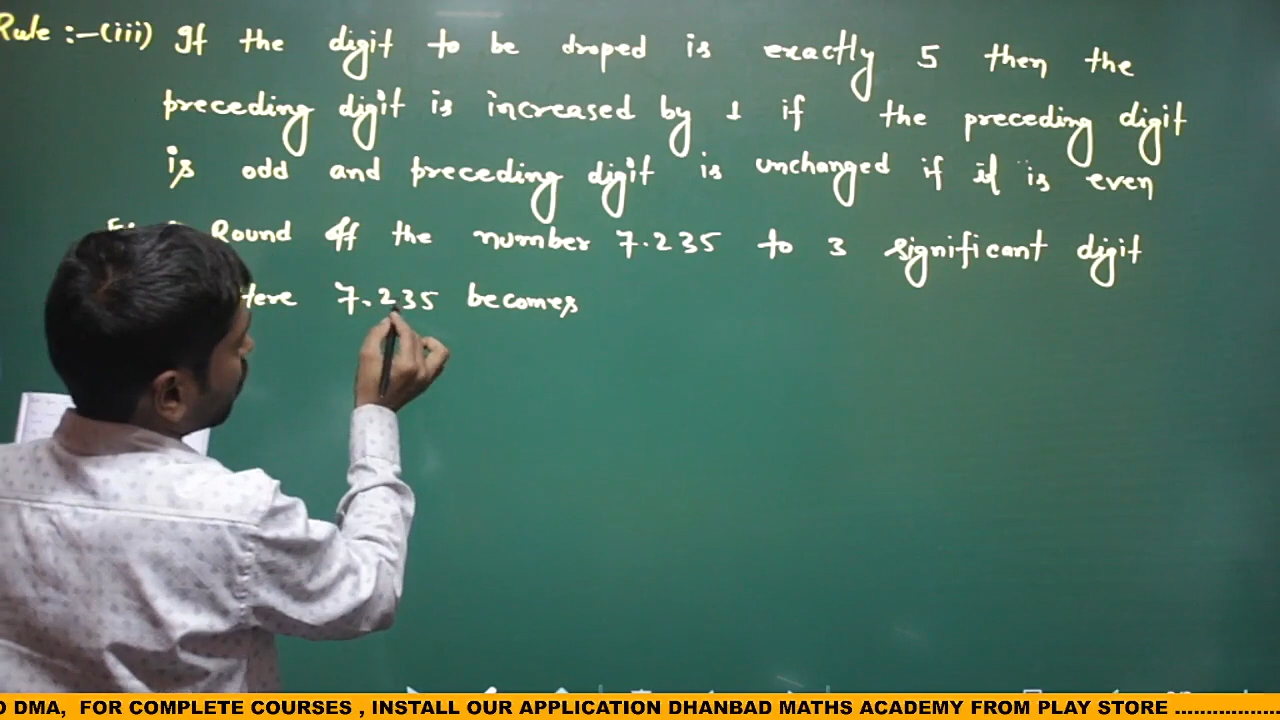 Rule :-(iii) If the digit to be droped is exactly 5 then the
preceding digit is increased by 1 if the preceding digit
is odd and preceding digit is unchanged if it is even
Round off the number 7.235 to 3 significant digit
Here 7.235 becomes
DMA, FOR COMPLETE COURSES , INSTALL OUR APPLICATION DHANBAD MATHS ACADEMY FROM PLAY STORE ..................